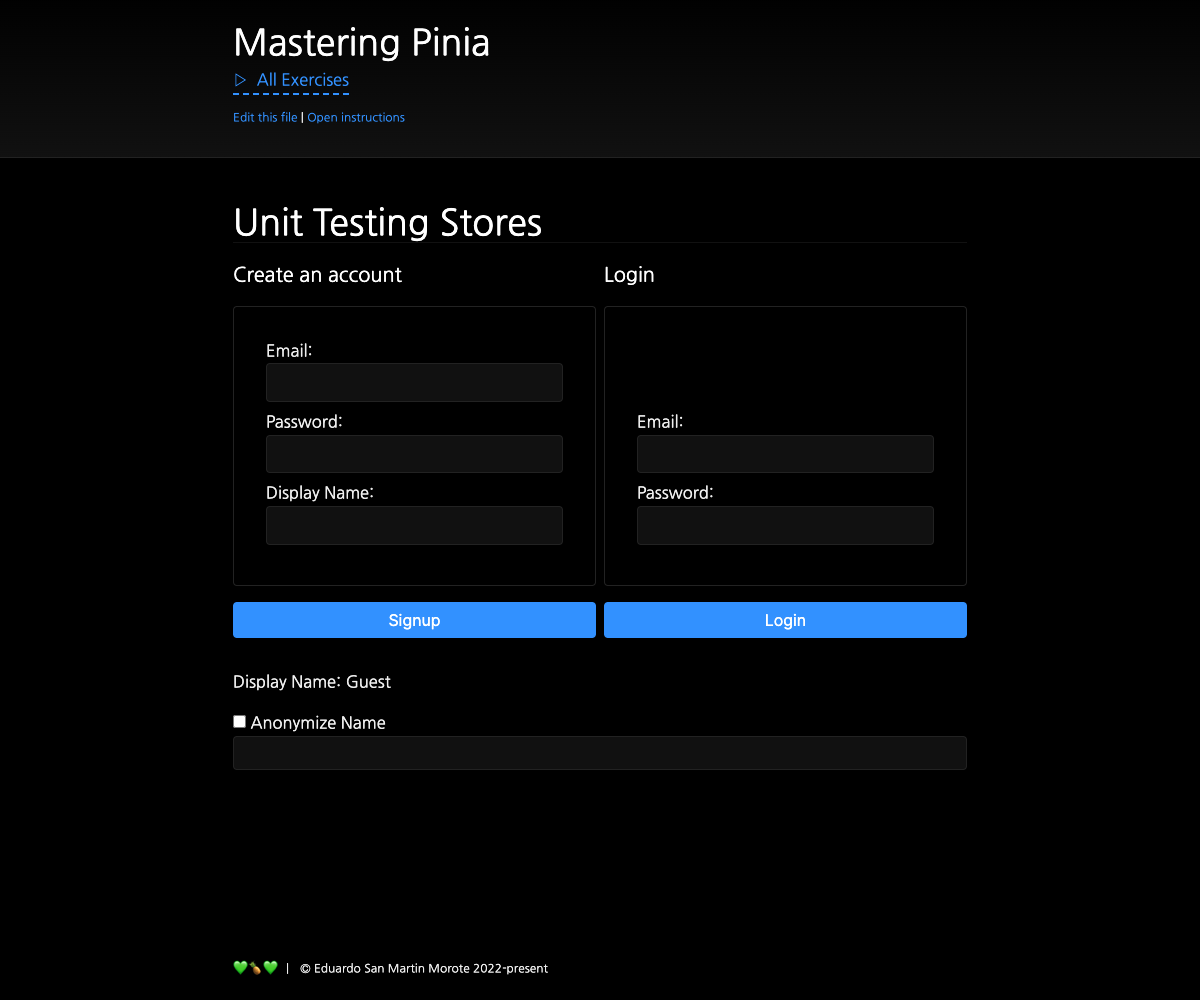 Mastering Pinia
▷ All Exercises
Edit this file | Open instructions
Unit Testing Stores
Create an account
Email:
Password:
Display Name:
Signup
Login
Email:
Password:
Login
Display Name: Guest
Anonymize Name
💚🍍💚 | © Eduardo San Martin Morote 2022-present